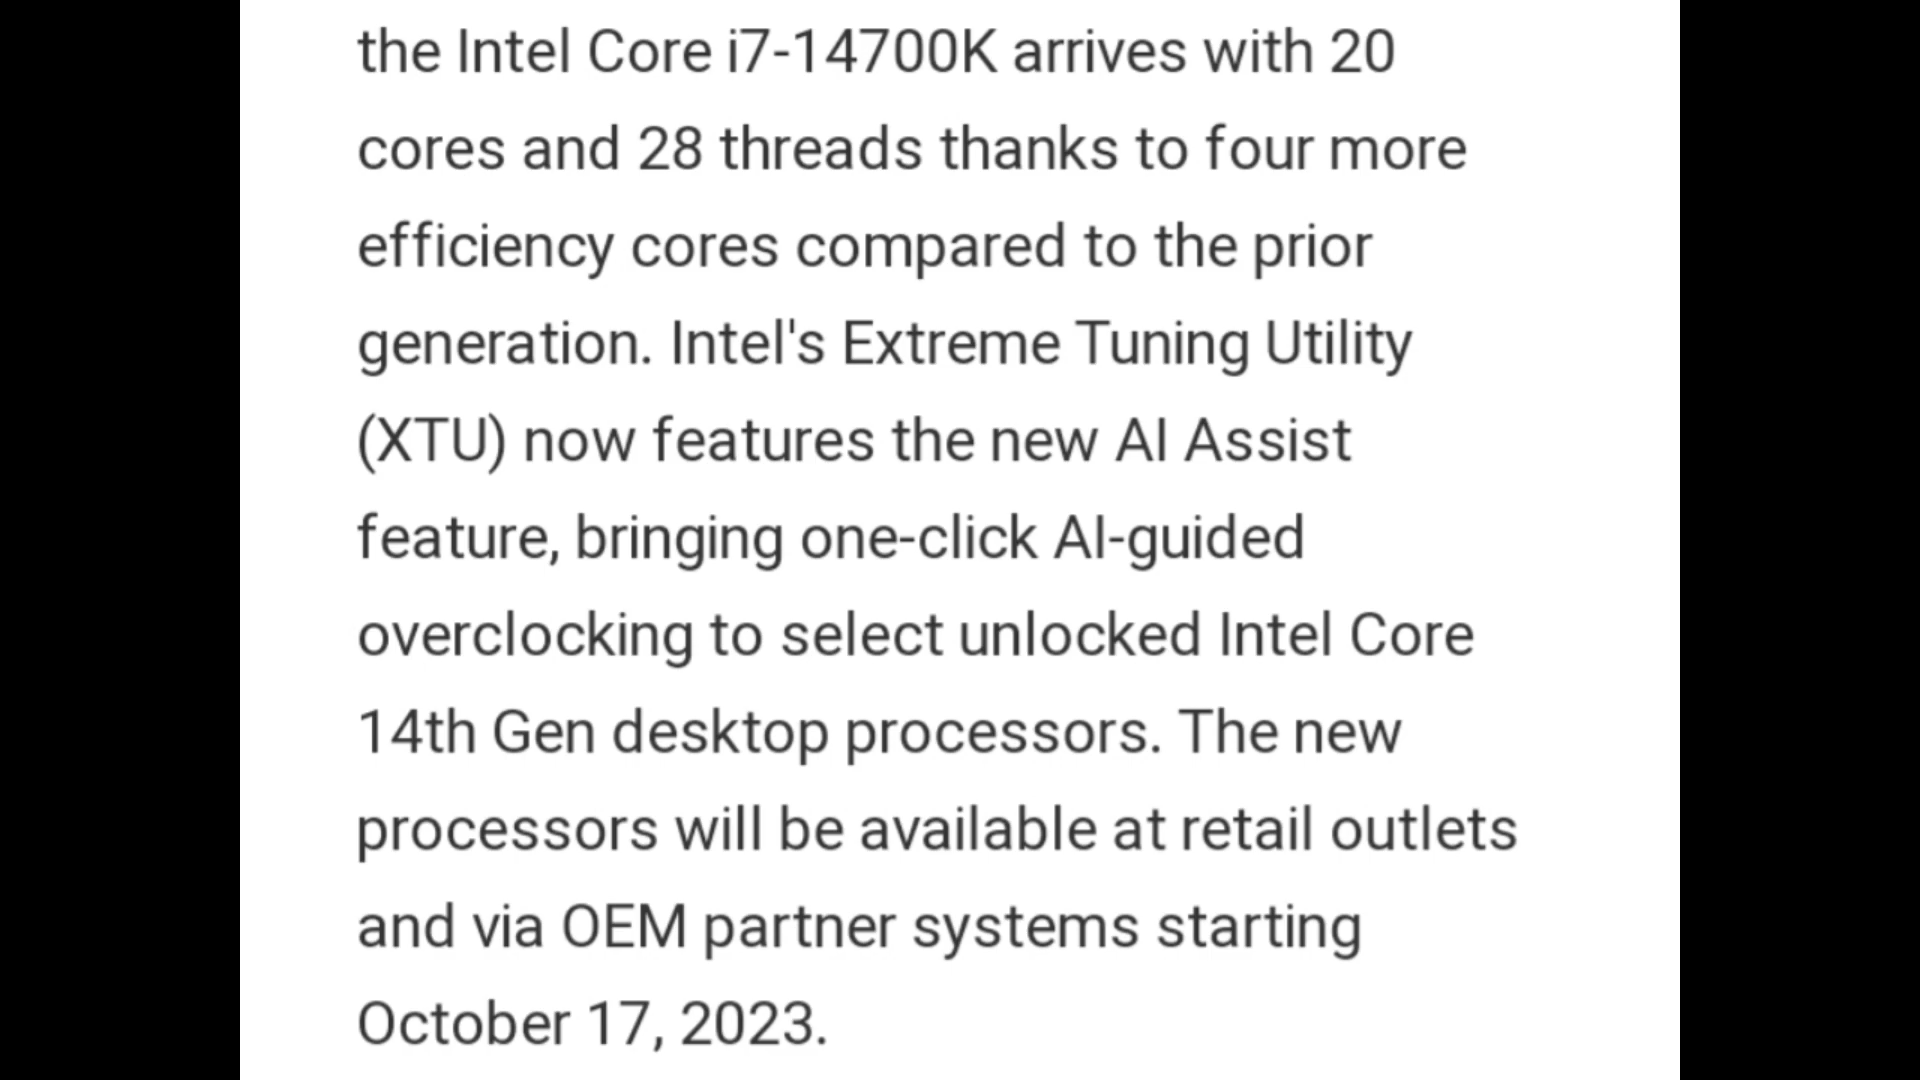 the Intel Core i7-14700K arrives with 20
cores and 28 threads thanks to four more
efficiency cores compared to the prior
generation. Intel's Extreme Tuning Utility
(XTU) now features the new AI Assist
feature, bringing one-click AI-guided
overclocking to select unlocked Intel Core
14th Gen desktop processors. The new
processors will be available at retail outlets
and via OEM partner systems starting
October 17, 2023.